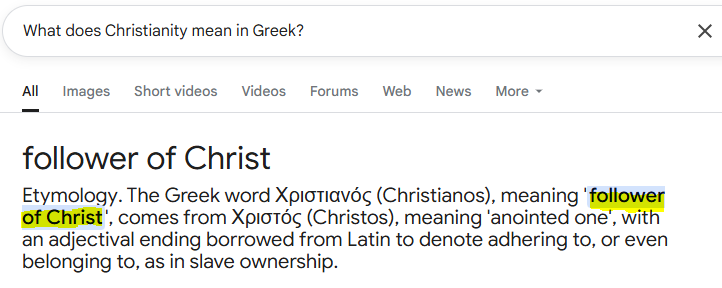 What does Christianity mean in Greek?
All Images Short videos Videos Forums Web News More
follower of Christ
Etymology. The Greek word Χριστιανός (Christianos), meaning 'follower
of Christ', comes from Χριστός (Christos), meaning 'anointed one', with
an adjectival ending borrowed from Latin to denote adhering to, or even
belonging to, as in slave ownership.